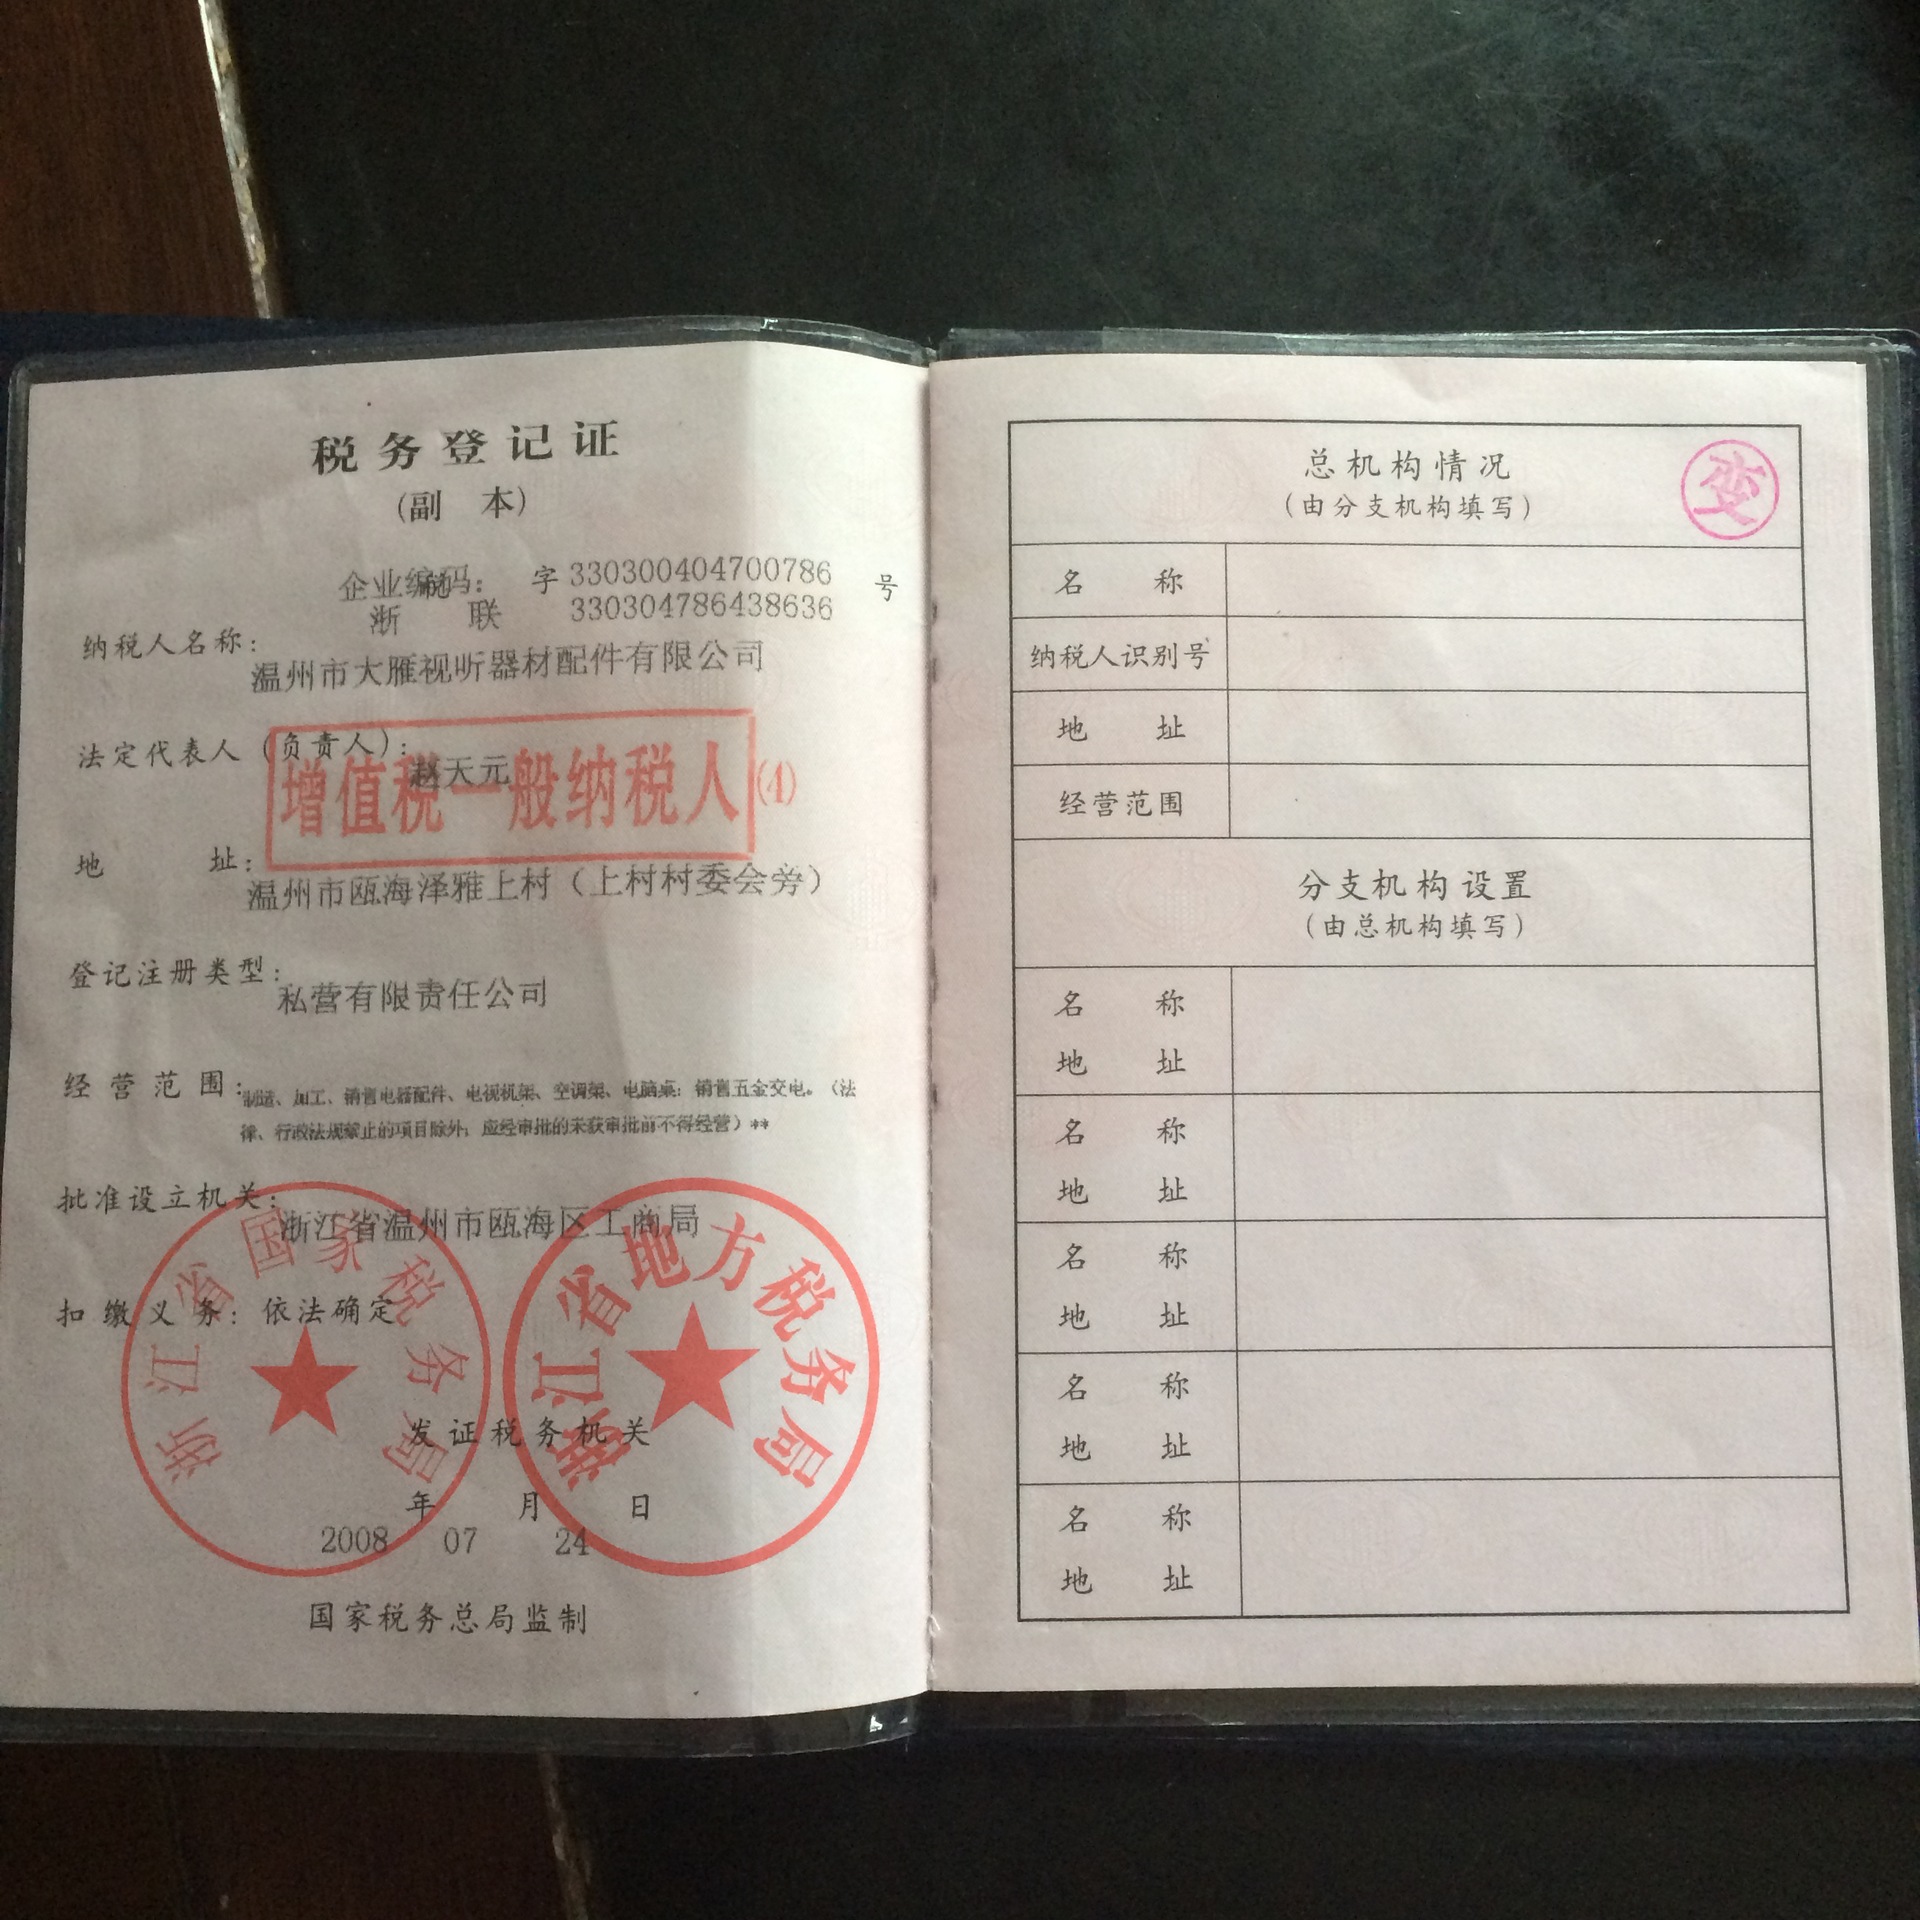 税务登记证
(副 本)
企业编码: 字 330300404700786 号
浙 税 联 330304786438636
纳税人名称:
温州市大雁视听器材配件有限公司
法定代表人(负责人):
赵天元
增值税一般纳税人(4)
地 址:
温州市瓯海泽雅上村(上村村委会旁)
登记注册类型:
私营有限责任公司
经营范围:
制造、加工、销售电器配件、电视机架、空调架、电脑桌;销售五金交电。(法
律、行政法规禁止的项目除外;应经审批的未获审批前不得经营)**
批准设立机关:
浙江省温州市瓯海区工商局
扣缴义务: 依法确定
浙江省国家税务局
浙江省地方税务局
发证税务机关
年 月 日
2008 07 24
国家税务总局监制
总机构情况
(由分支机构填写)
变
名 称
纳税人识别号
地 址
经营范围
分支机构设置
(由总机构填写)
名 称
地 址
名 称
地 址
名 称
地 址
名 称
地 址
名 称
地 址